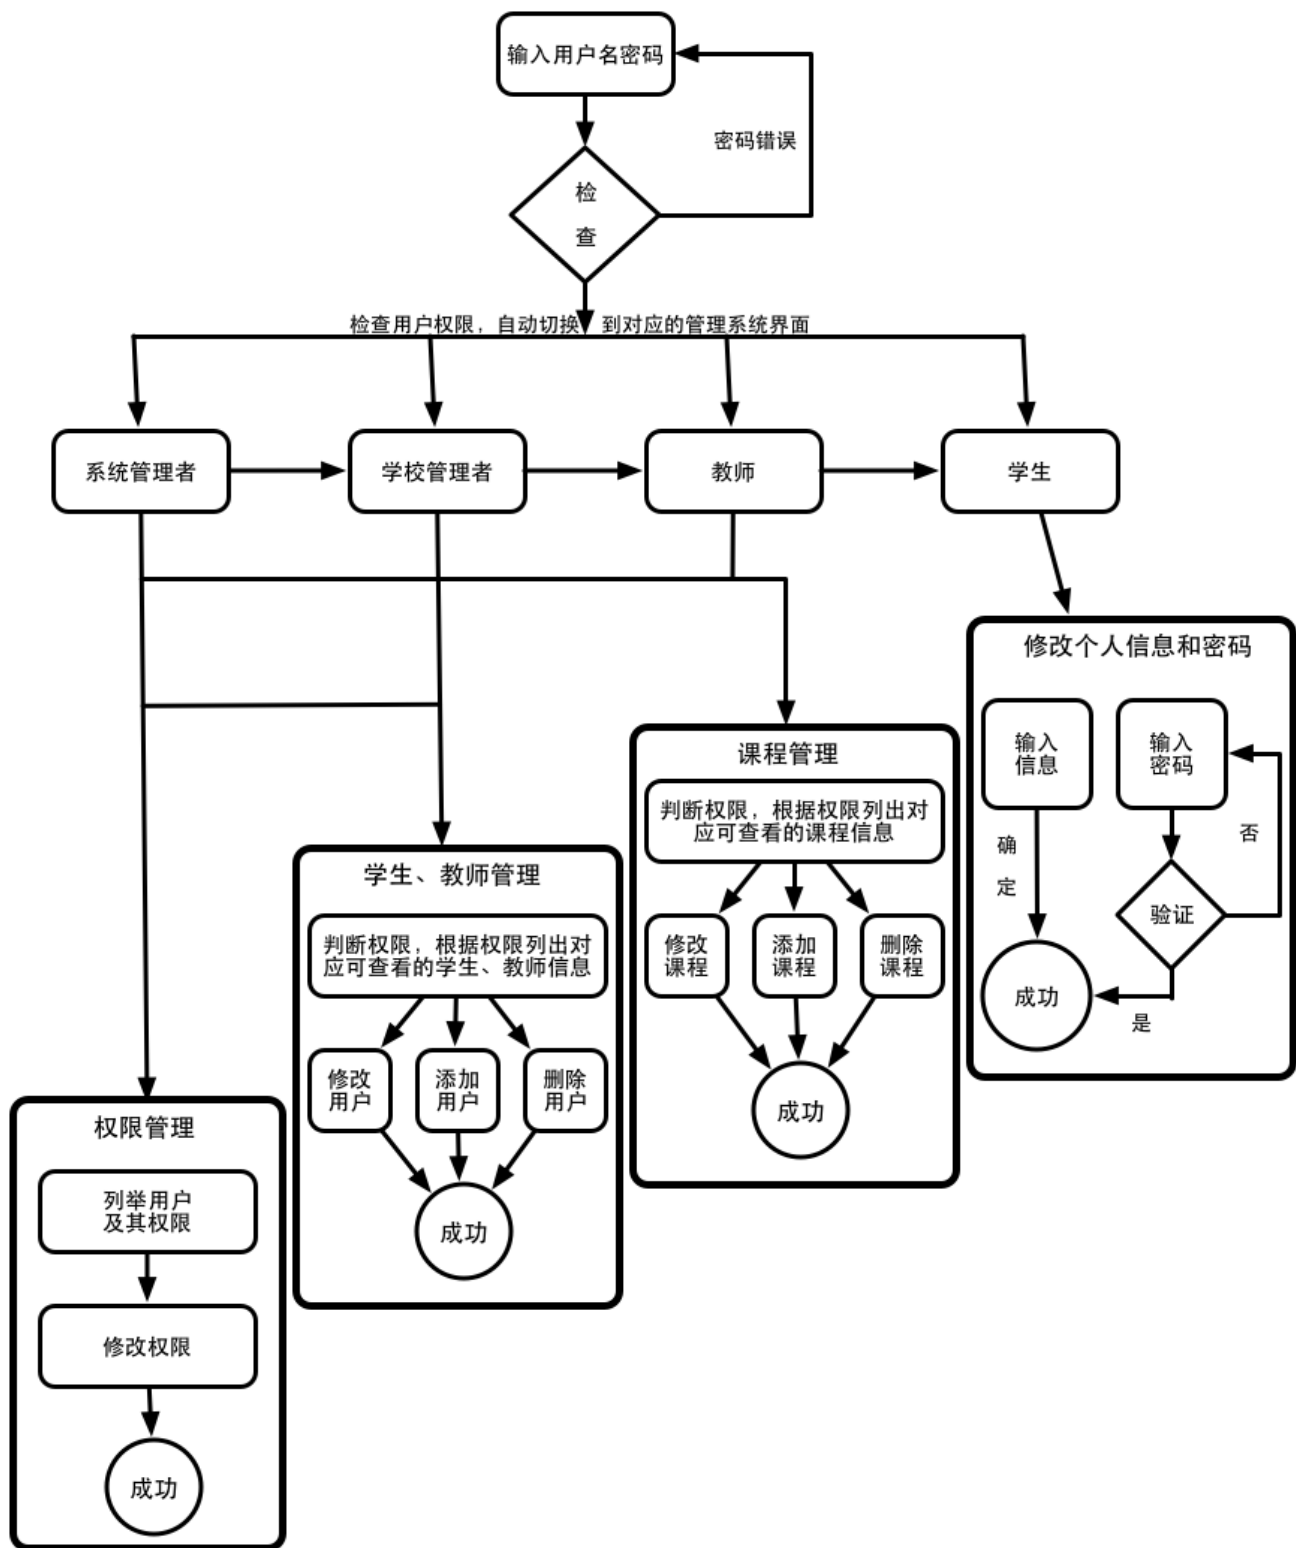 输入用户名密码
密码错误
检
查
检查用户权限，自动切换 到对应的管理系统界面
系统管理者
学校管理者
教师
学生
修改个人信息和密码
输入
信息
输入
密码
确
定
否
验证
成功
是
课程管理
判断权限，根据权限列出对
应可查看的课程信息
修改
课程
添加
课程
删除
课程
成功
学生、教师管理
判断权限，根据权限列出对
应可查看的学生、教师信息
修改
用户
添加
用户
删除
用户
成功
权限管理
列举用户
及其权限
修改权限
成功